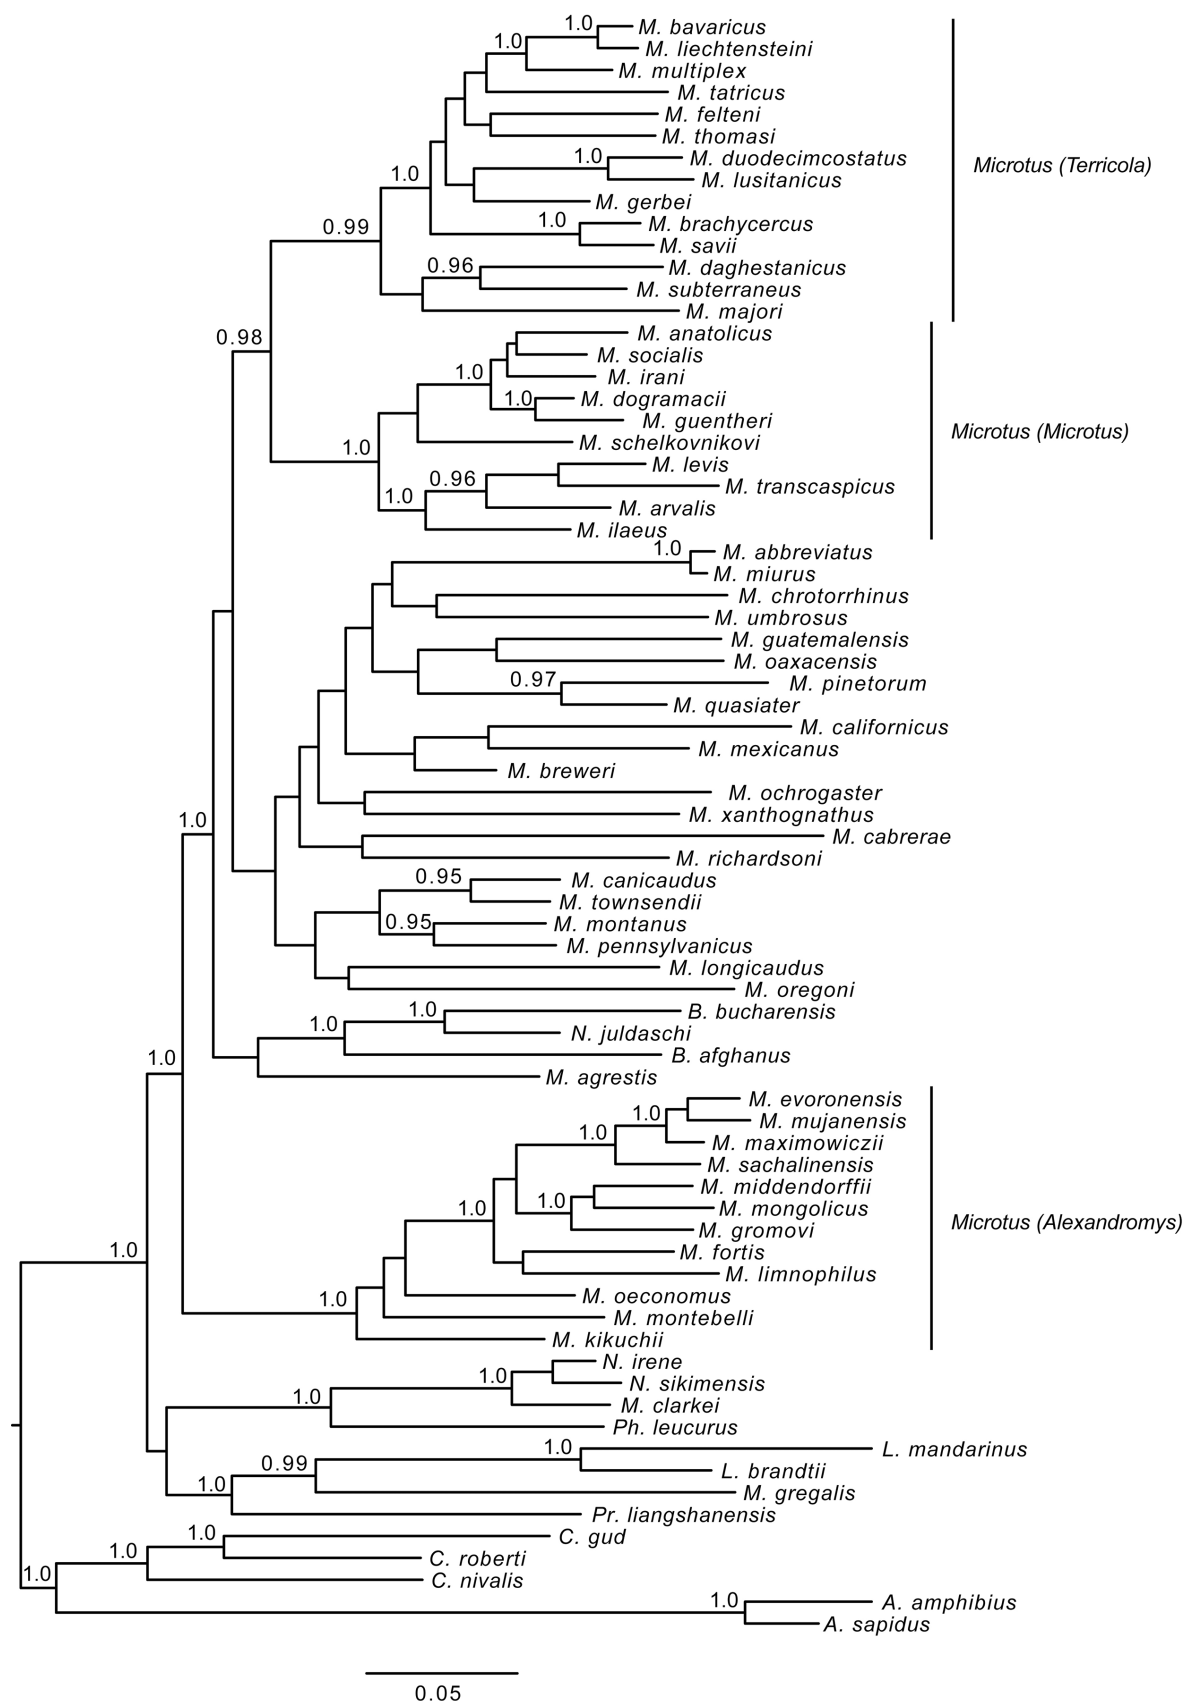 1.0 M. bavaricus
1.0 M. liechtensteini
M. multiplex
M. tatricus
M. felteni
M. thomasi
1.0 M. duodecimcostatus
Microtus (Terricola)
1.0 M. lusitanicus
M. gerbei
0.99 1.0 M. brachycercus
M. savii
0.96 M. daghestanicus
M. subterraneus
M. majori
0.98 M. anatolicus
M. socialis
1.0 M. irani
1.0 M. dogramacii
M. guentheri
Microtus (Microtus)
1.0 M. schelkovnikovi
M. levis
0.96 M. transcaspicus
1.0 M. arvalis
M. ilaeus
1.0 M. abbreviatus
M. miurus
M. chrotorrhinus
M. umbrosus
M. guatemalensis
M. oaxacensis
0.97 M. pinetorum
M. quasiater
M. californicus
M. mexicanus
M. breweri
M. ochrogaster
M. xanthognathus
1.0 M. cabrerae
M. richardsoni
0.95 M. canicaudus
M. townsendii
0.95 M. montanus
M. pennsylvanicus
M. longicaudus
M. oregoni
1.0 B. bucharensis
1.0 N. juldaschi
1.0 B. afghanus
M. agrestis
M. evoronensis
1.0 M. mujanensis
1.0 M. maximowiczii
M. sachalinensis
M. middendorffii
1.0 1.0 M. mongolicus
Microtus (Alexandromys)
M. gromovi
1.0 M. fortis
M. limnophilus
1.0 M. oeconomus
M. montebelli
M. kikuchii
N. irene
1.0 1.0 N. sikimensis
M. clarkei
Ph. leucurus
1.0 L. mandarinus
0.99 L. brandtii
1.0 M. gregalis
Pr. liangshanensis
1.0 C. gud
1.0 C. roberti
1.0 C. nivalis
1.0 A. amphibius
A. sapidus
0.05